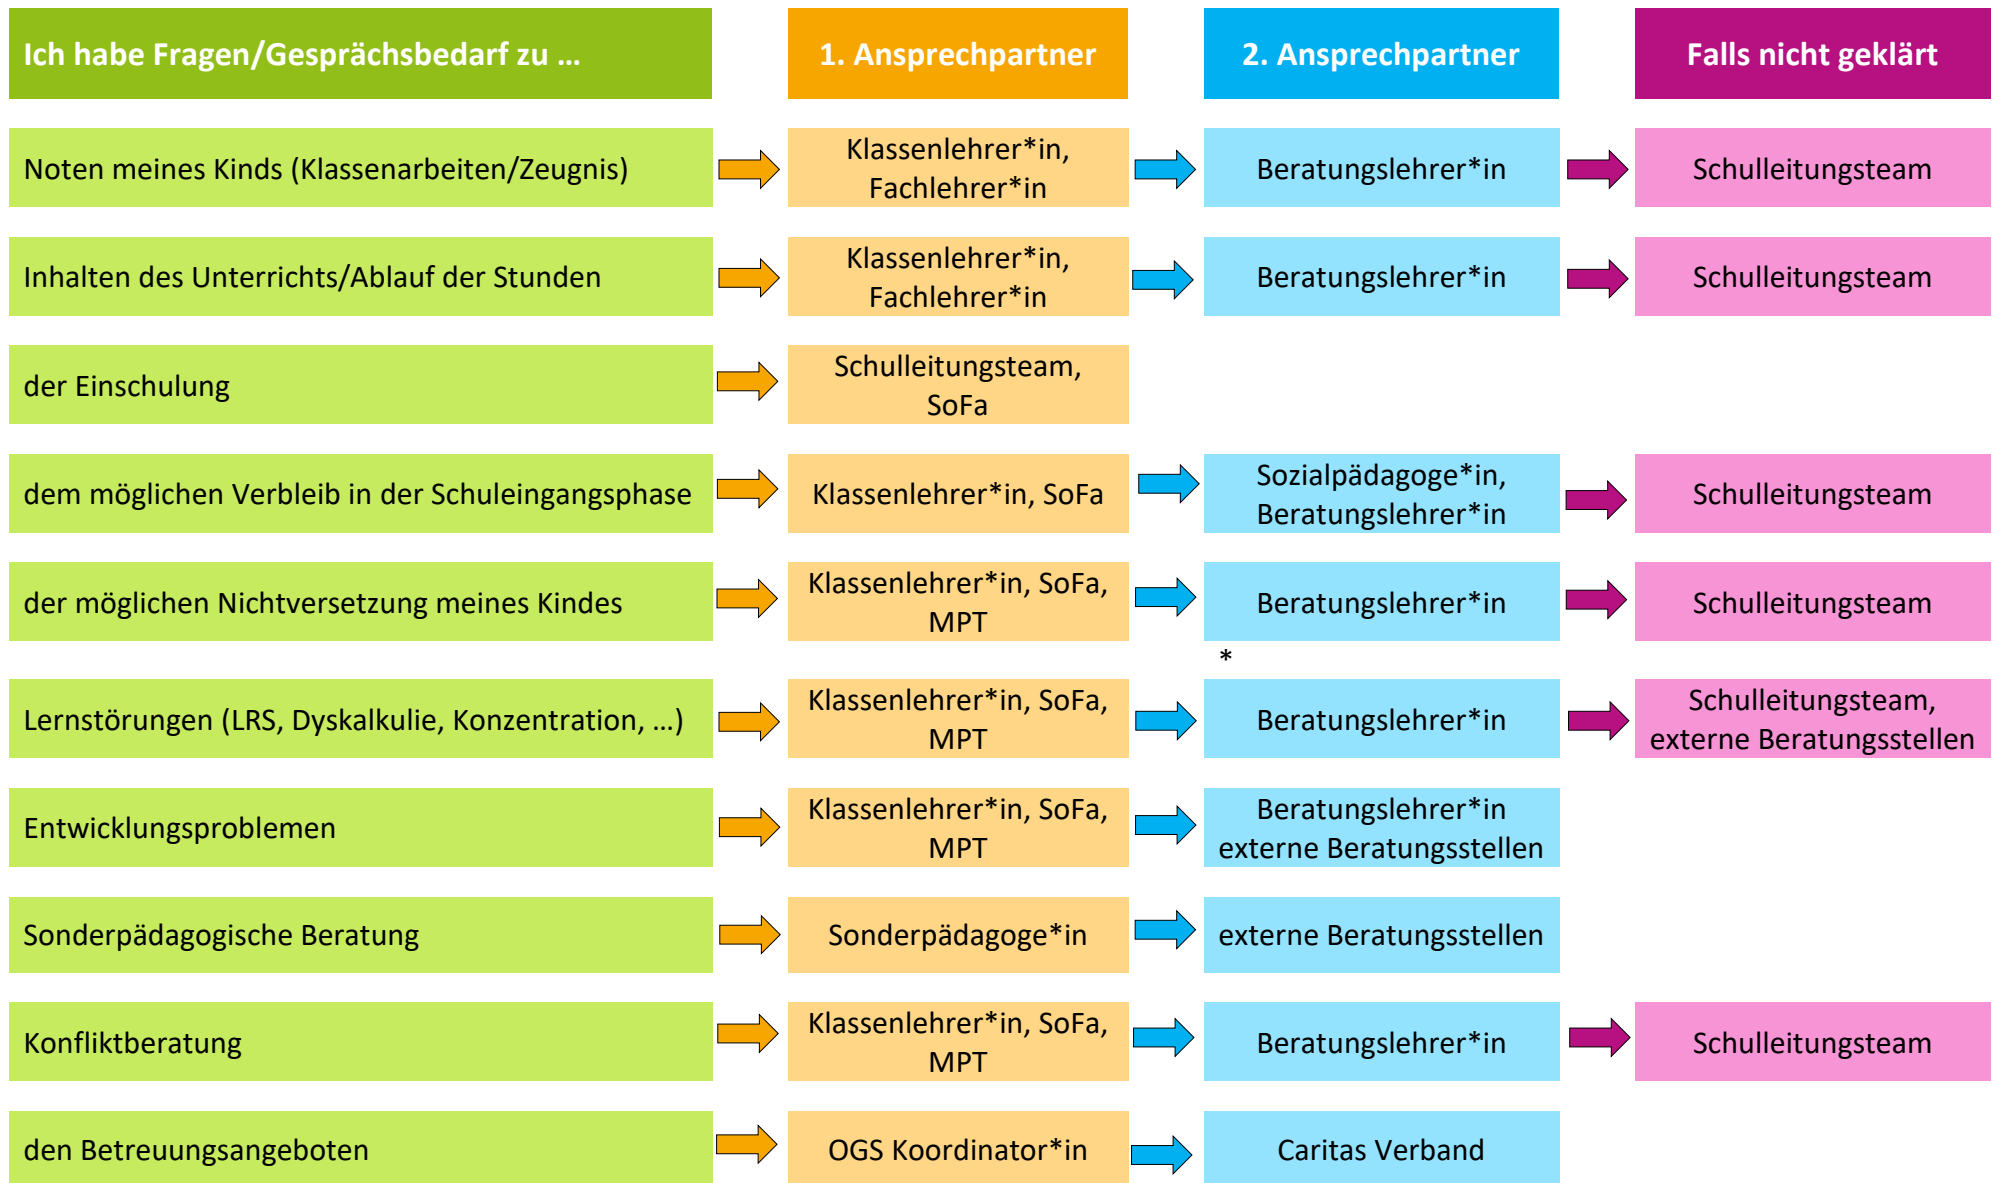 Ich habe Fragen/Gesprächsbedarf zu …
1. Ansprechpartner
2. Ansprechpartner
Falls nicht geklärt
Noten meines Kinds (Klassenarbeiten/Zeugnis)
Klassenlehrer*in,
Fachlehrer*in
Beratungslehrer*in
Schulleitungsteam
Inhalten des Unterrichts/Ablauf der Stunden
Klassenlehrer*in,
Fachlehrer*in
Beratungslehrer*in
Schulleitungsteam
der Einschulung
Schulleitungsteam,
SoFa
dem möglichen Verbleib in der Schuleingangsphase
Klassenlehrer*in, SoFa
Sozialpädagoge*in,
Beratungslehrer*in
Schulleitungsteam
der möglichen Nichtversetzung meines Kindes
Klassenlehrer*in, SoFa,
MPT
Beratungslehrer*in
Schulleitungsteam
*
Lernstörungen (LRS, Dyskalkulie, Konzentration, …)
Klassenlehrer*in, SoFa,
MPT
Beratungslehrer*in
Schulleitungsteam,
externe Beratungsstellen
Entwicklungsproblemen
Klassenlehrer*in, SoFa,
MPT
Beratungslehrer*in
externe Beratungsstellen
Sonderpädagogische Beratung
Sonderpädagoge*in
externe Beratungsstellen
Konfliktberatung
Klassenlehrer*in, SoFa,
MPT
Beratungslehrer*in
Schulleitungsteam
den Betreuungsangeboten
OGS Koordinator*in
Caritas Verband